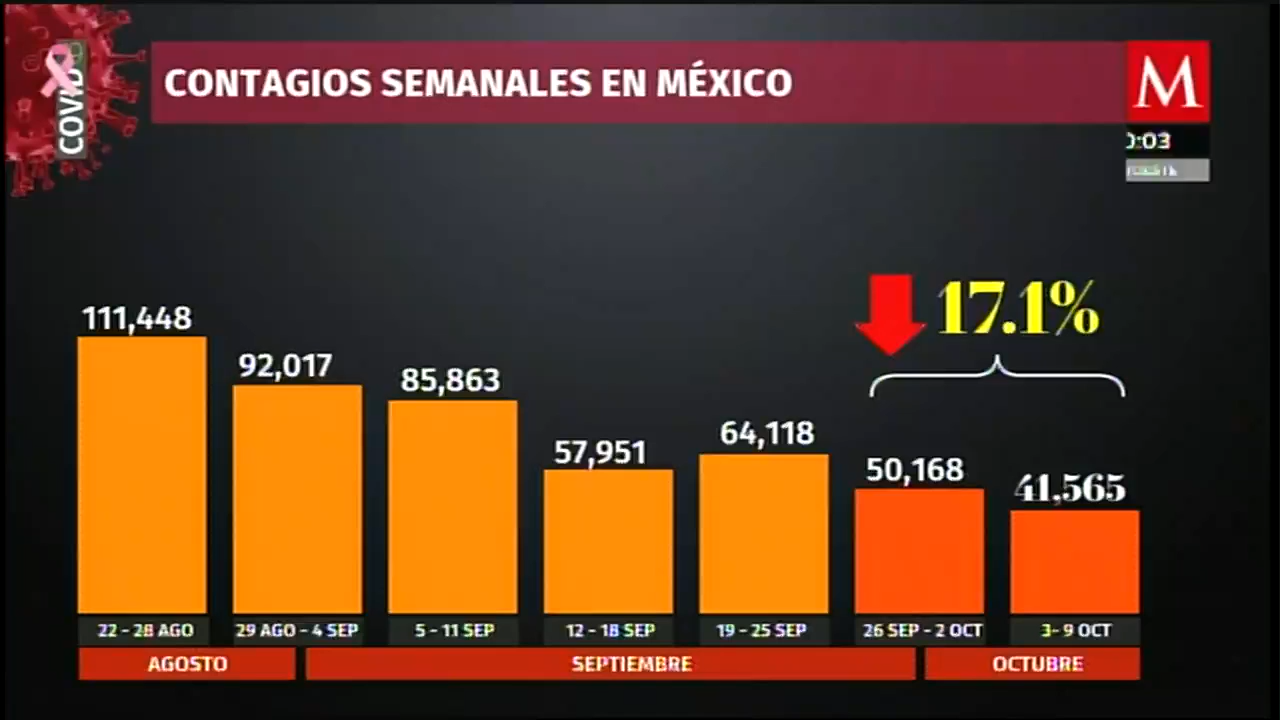 COVID
CONTAGIOS SEMANALES EN MÉXICO
M
0:03
17.1%
111,448
92,017
85,863
57,951
64,118
50,168
41,565
22 - 28 AGO
29 AGO - 4 SEP
5 - 11 SEP
12 - 18 SEP
19 - 25 SEP
26 SEP - 2 OCT
3- 9 OCT
AGOSTO
SEPTIEMBRE
OCTUBRE